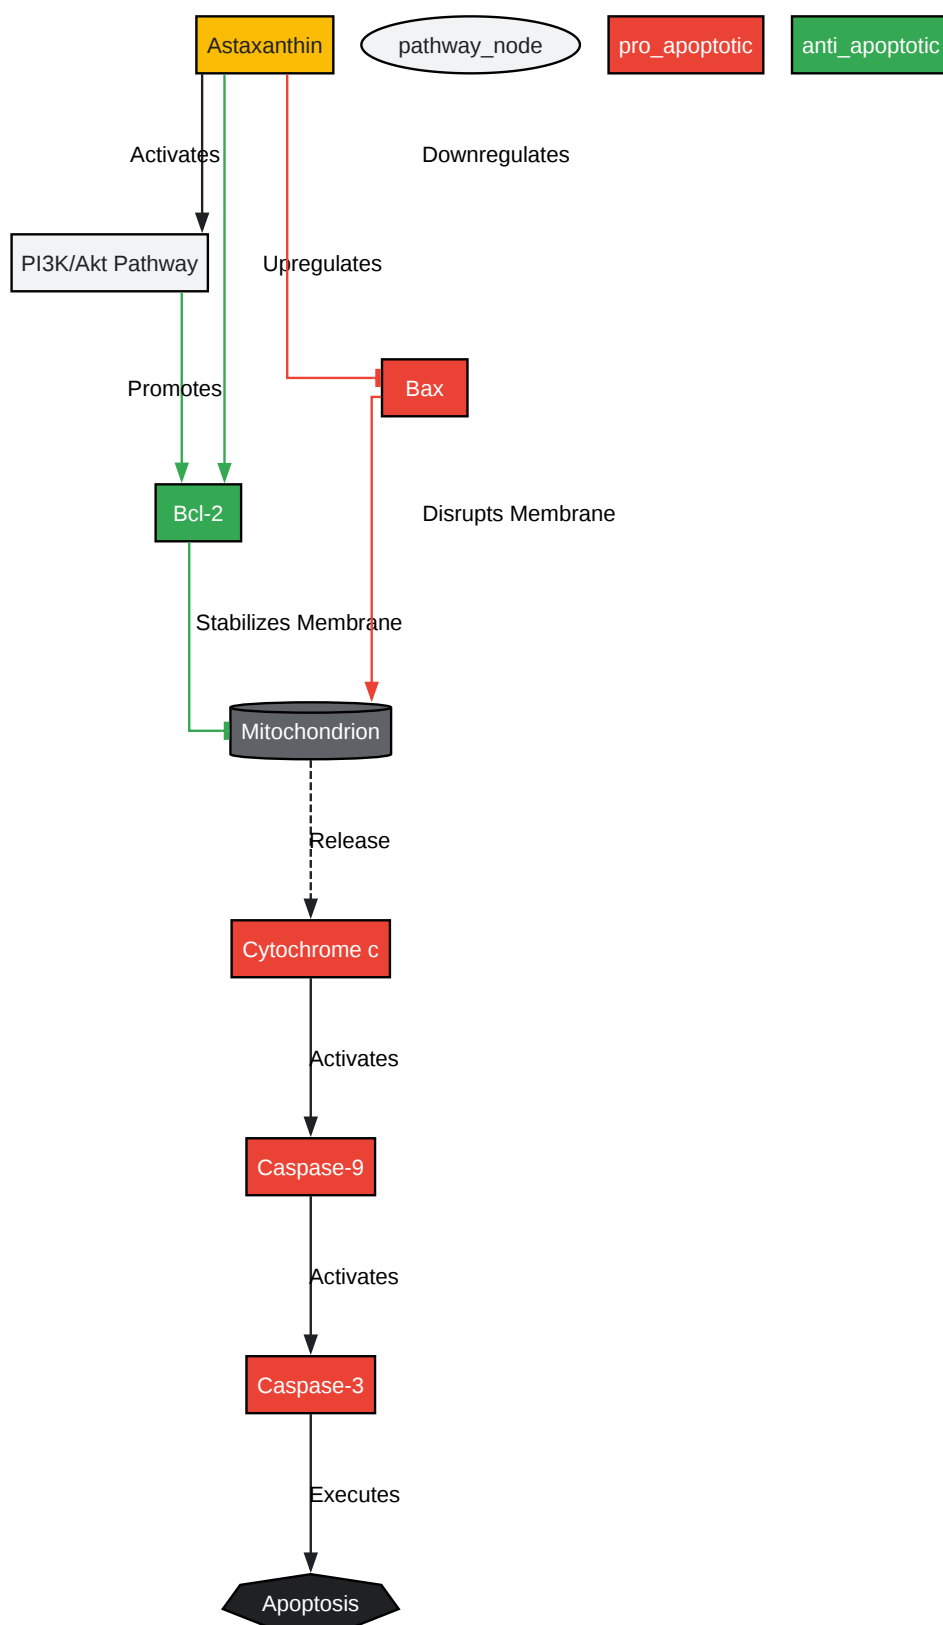 Astaxanthin
pathway_node
pro_apoptotic
anti_apoptotic
Activates
Downregulates
PI3K/Akt Pathway
Upregulates
Promotes
Bax
Bcl-2
Disrupts Membrane
Stabilizes Membrane
Mitochondrion
Release
Cytochrome c
Activates
Caspase-9
Activates
Caspase-3
Executes
Apoptosis